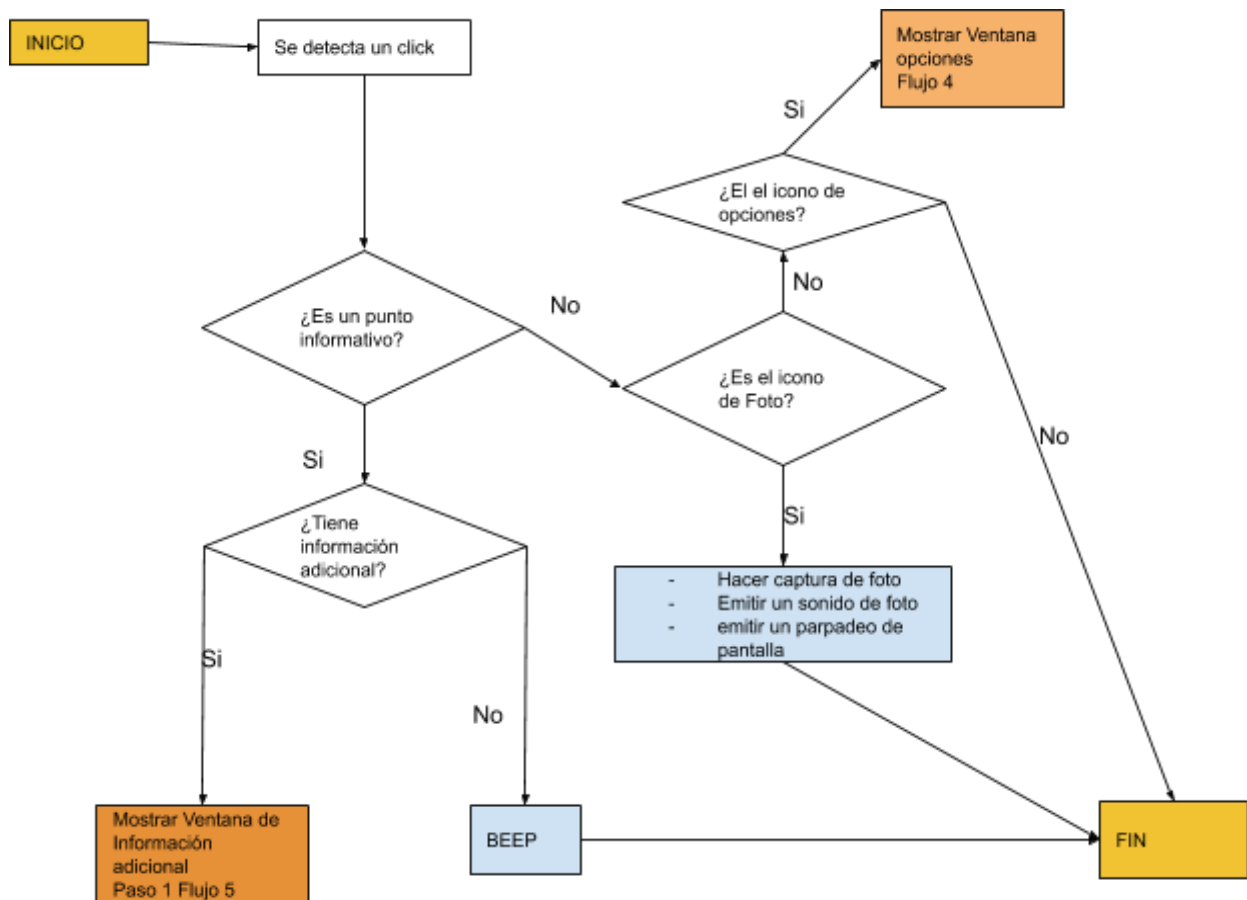 INICIO
Se detecta un click
Mostrar Ventana
opciones
Flujo 4
Si
¿El el icono de
opciones?
No
¿Es un punto
informativo?
No
¿Es el icono
de Foto?
No
Si
¿Tiene
información
adicional?
Si
- Hacer captura de foto
- Emitir un sonido de foto
- emitir un parpadeo de
pantalla
Si
No
Mostrar Ventana de
Información
adicional
Paso 1 Flujo 5
BEEP
FIN